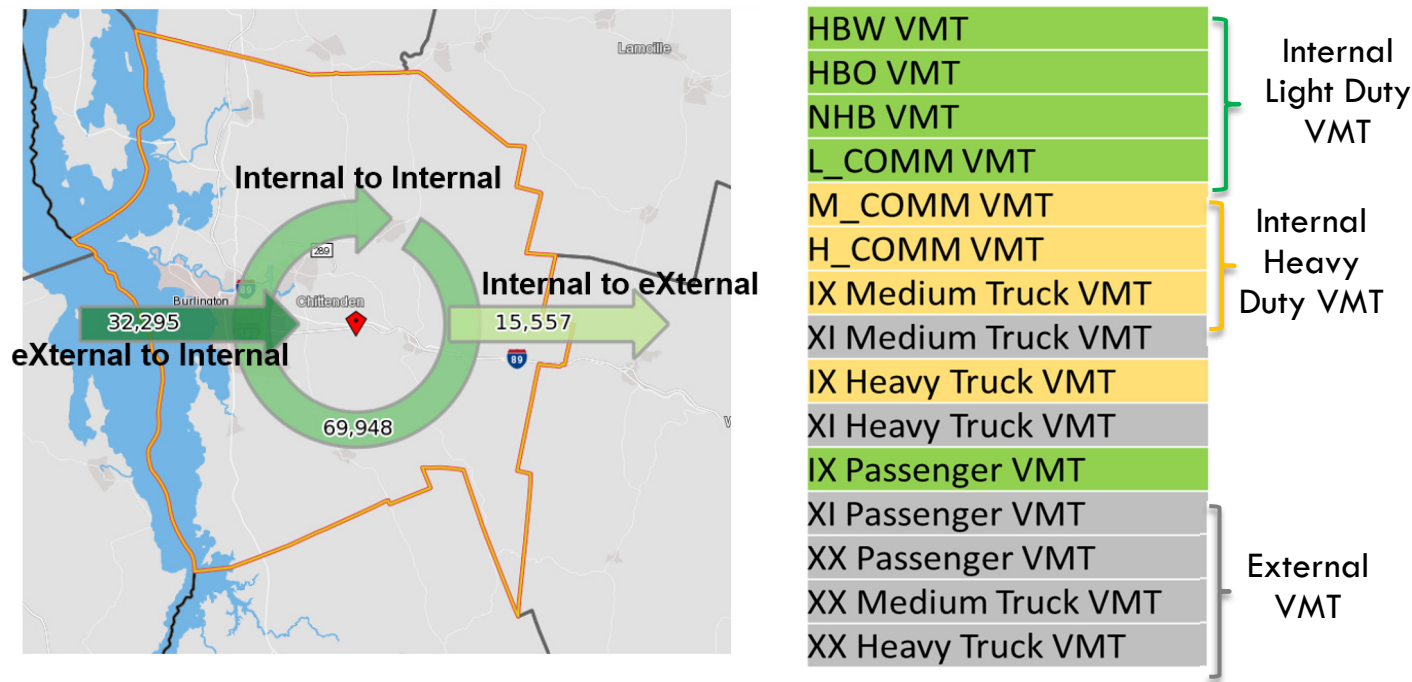 Lamoille
Internal to Internal
289
89
Internal to eXternal
Burlington
Chittenden
32,295
15,557
eXternal to Internal
89
69,948
HBW VMT
HBO VMT
NHB VMT
L_COMM VMT
M_COMM VMT
H_COMM VMT
IX Medium Truck VMT
XI Medium Truck VMT
IX Heavy Truck VMT
XI Heavy Truck VMT
IX Passenger VMT
XI Passenger VMT
XX Passenger VMT
XX Medium Truck VMT
XX Heavy Truck VMT
Internal
Light Duty
VMT
Internal
Heavy
Duty VMT
External
VMT